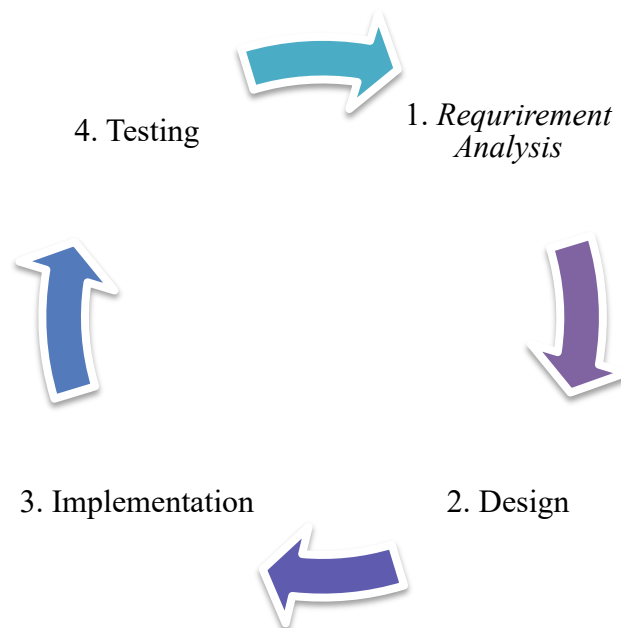 1. Requrirement
Analysis
2. Design
3. Implementation
4. Testing